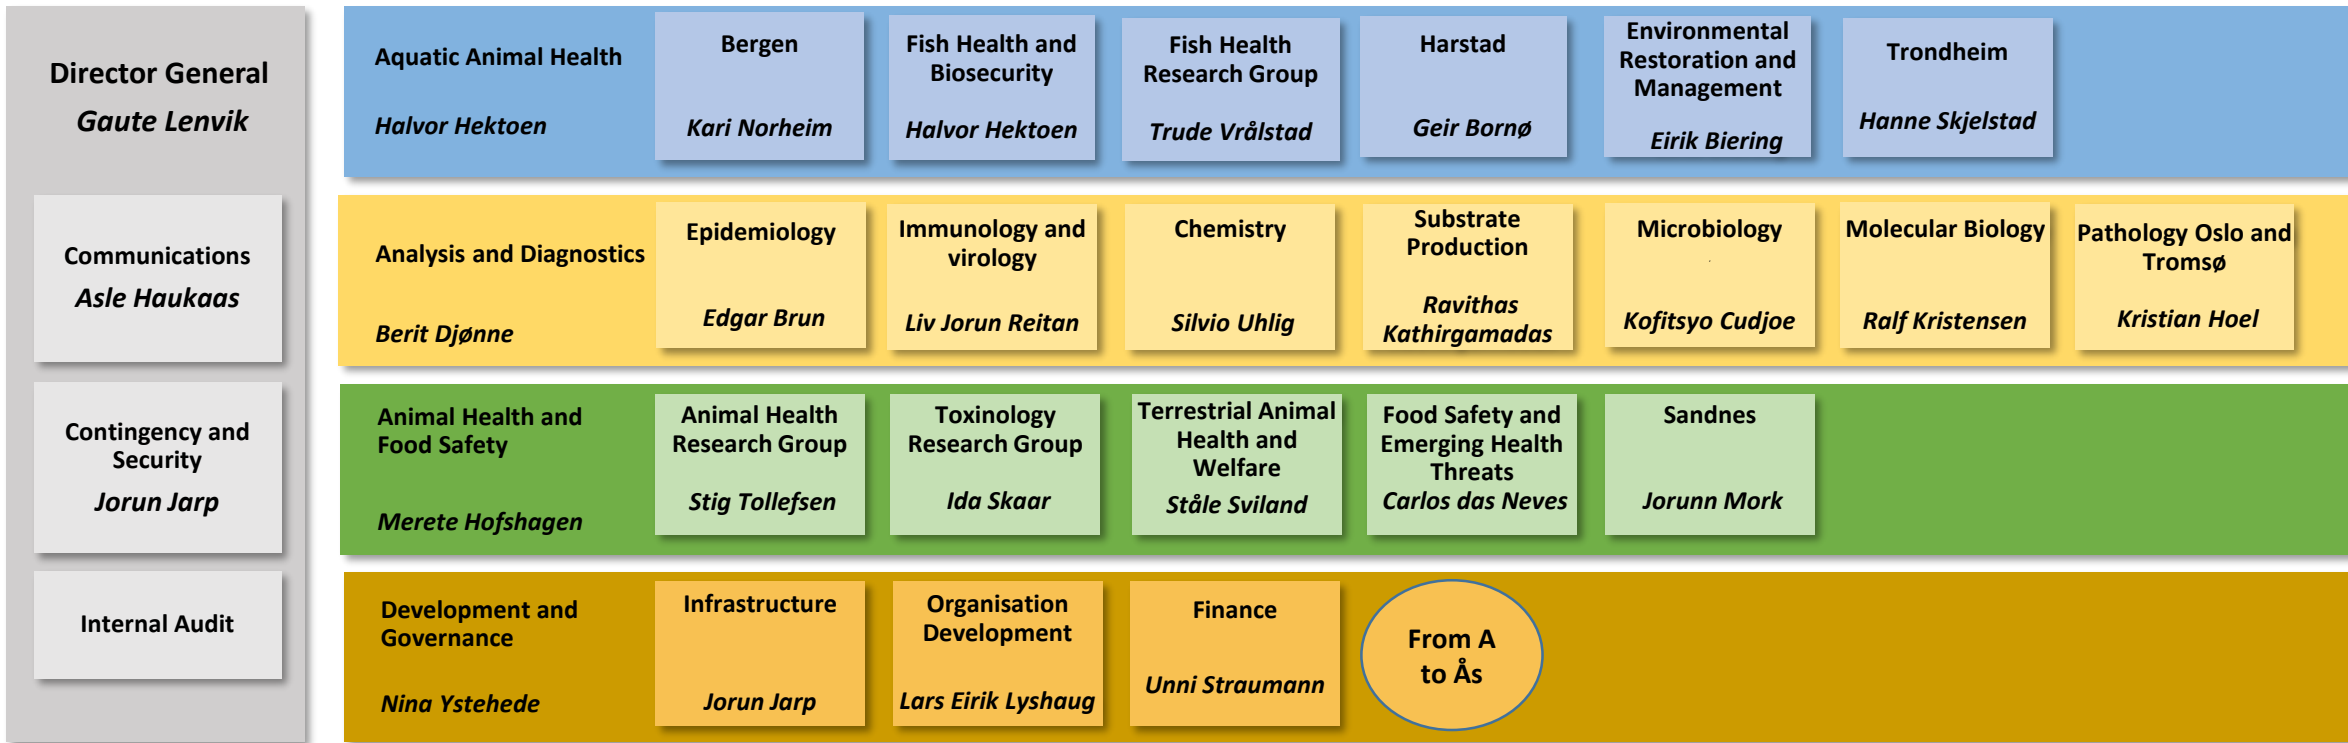 Director General
Gaute Lenvik
Communications
Asle Haukaas
Contingency and
Security
Jorun Jarp
Internal Audit
Aquatic Animal Health
Halvor Hektoen
Bergen
Kari Norheim
Fish Health and
Biosecurity
Halvor Hektoen
Fish Health
Research Group
Trude Vrålstad
Harstad
Geir Bornø
Environmental
Restoration and
Management
Eirik Biering
Trondheim
Hanne Skjelstad
Analysis and Diagnostics
Berit Djønne
Epidemiology
Edgar Brun
Immunology and
virology
Liv Jorun Reitan
Chemistry
Silvio Uhlig
Substrate
Production
Ravithas
Kathirgamadas
Microbiology
Kofitsyo Cudjoe
Molecular Biology
Ralf Kristensen
Pathology Oslo and
Tromsø
Kristian Hoel
Animal Health and
Food Safety
Merete Hofshagen
Animal Health
Research Group
Stig Tollefsen
Toxinology
Research Group
Ida Skaar
Terrestrial Animal
Health and
Welfare
Ståle Sviland
Food Safety and
Emerging Health
Threats
Carlos das Neves
Sandnes
Jorunn Mork
Development and
Governance
Nina Ystehede
Infrastructure
Jorun Jarp
Organisation
Development
Lars Eirik Lyshaug
Finance
Unni Straumann
From A
to Ås